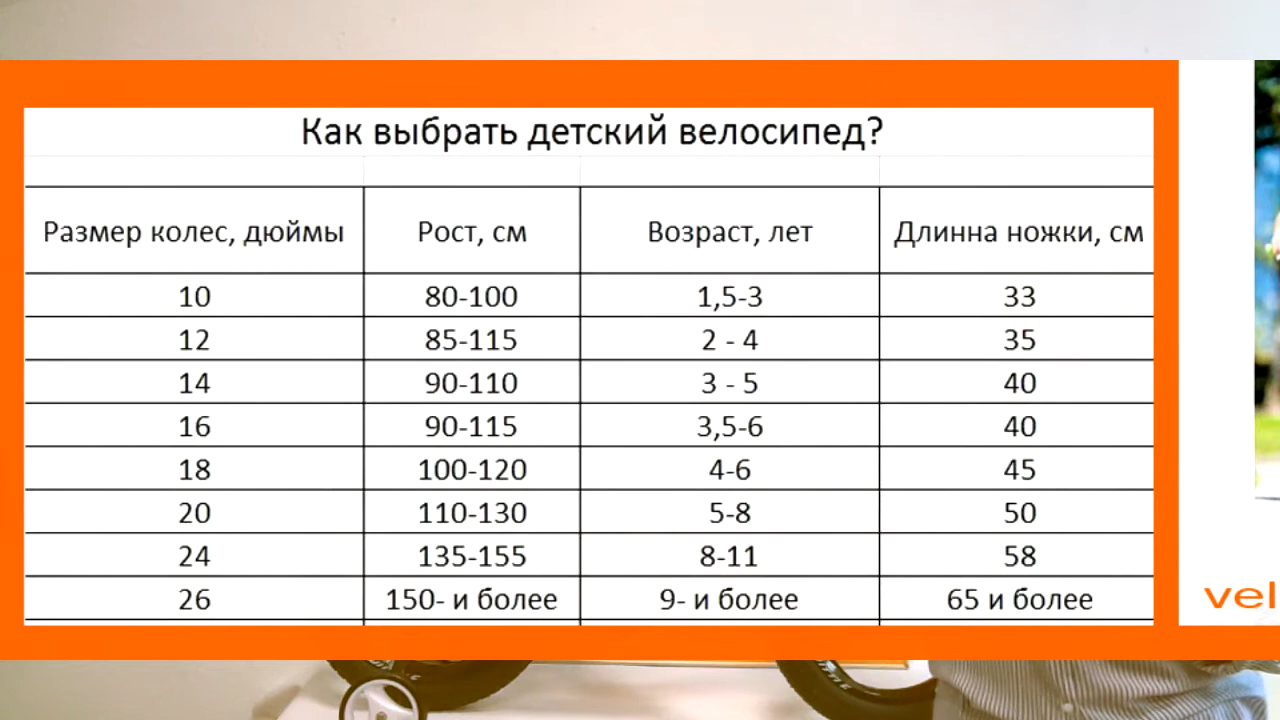 Как выбрать детский велосипед?
Размер колес, дюймы Рост, см Возраст, лет Длинна ножки, см
10 80-100 1,5-3 33
12 85-115 2 - 4 35
14 90-110 3 - 5 40
16 90-115 3,5-6 40
18 100-120 4-6 45
20 110-130 5-8 50
24 135-155 8-11 58
26 150- и более 9- и более 65 и более
vel